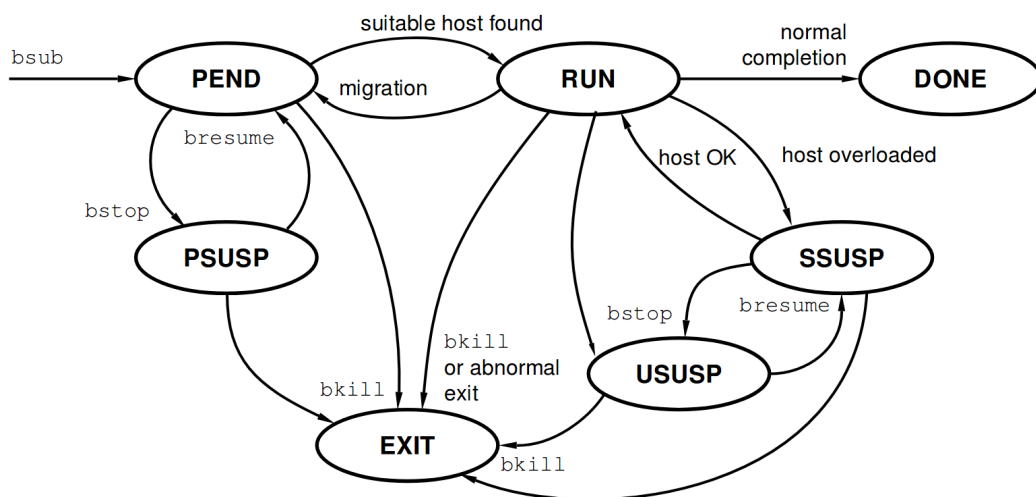 suitable host found
normal
completion
bsub
PEND
RUN
DONE
migration
bresume
host OK
host overloaded
bstop
PSUSP
SSUSP
bstop
bresume
bkill
or abnormal
exit
USUSP
bkill
EXIT
bkill